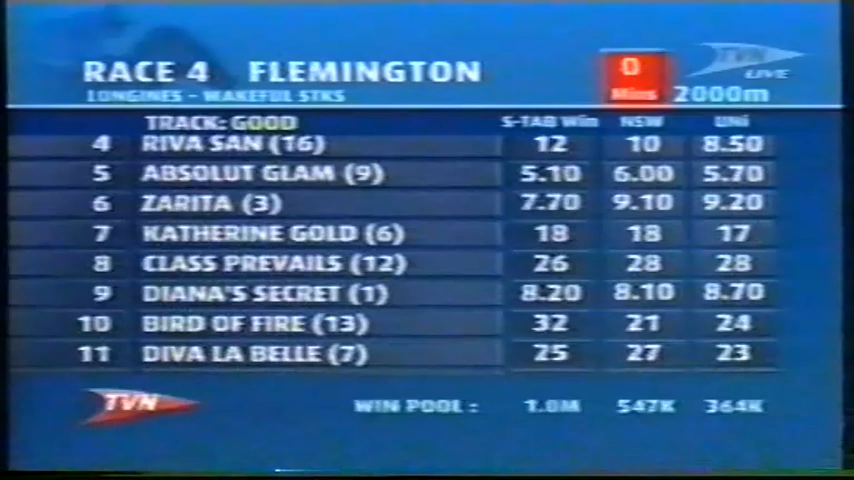 RACE 4 FLEMINGTON 0 TVN
LONGINES - WAKEFUL STKS Mins 2000m LIVE
TRACK: GOOD S-TAB Win NSW UNi
4 RIVA SAN (16) 12 10 8.50
5 ABSOLUT GLAM (9) 5.10 6.00 5.70
6 ZARITA (3) 7.70 9.10 9.20
7 KATHERINE GOLD (6) 18 18 17
8 CLASS PREVAILS (12) 26 28 28
9 DIANA'S SECRET (1) 8.20 8.10 8.70
10 BIRD OF FIRE (13) 32 21 24
11 DIVA LA BELLE (7) 25 27 23
TVN WIN POOL : 1.0M 547K 364K